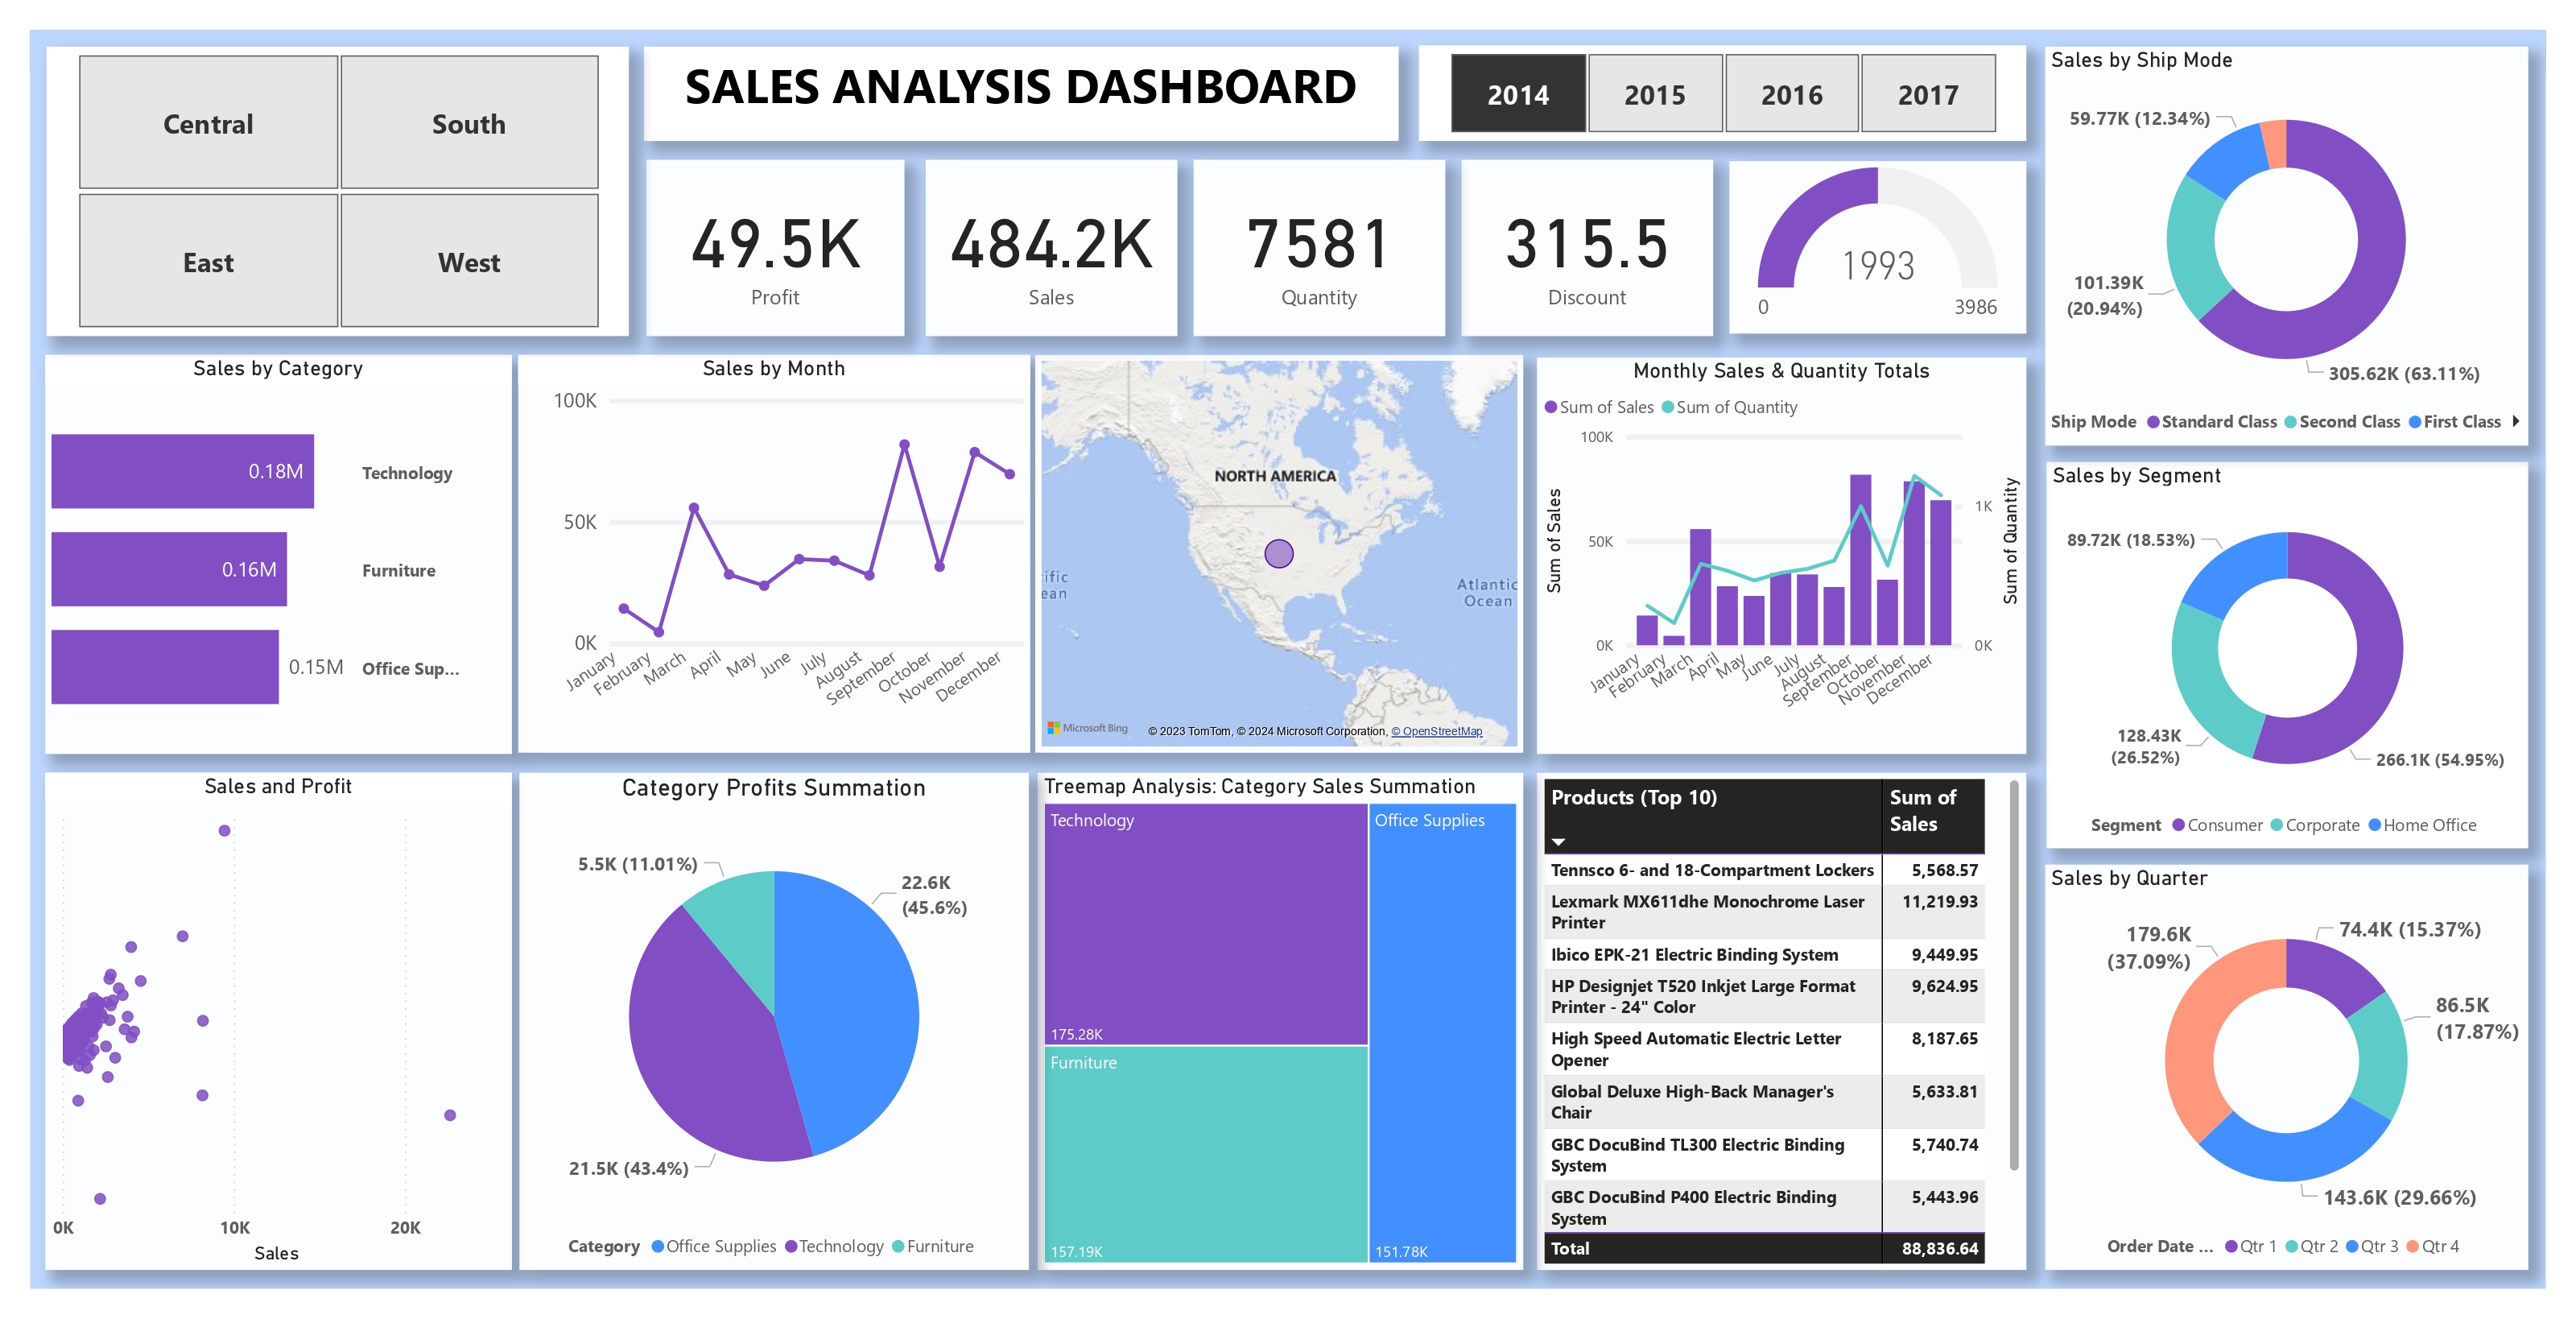 Central
South
East
West
SALES ANALYSIS DASHBOARD
2014
2015
2016
2017
49.5K
Profit
484.2K
Sales
7581
Quantity
315.5
Discount
1993
0
3986
Sales by Ship Mode
59.77K (12.34%)
101.39K
(20.94%)
305.62K (63.11%)
Ship Mode
Standard Class
Second Class
First Class
Sales by Category
0.18M
Technology
0.16M
Furniture
0.15M
Office Sup...
Sales by Month
100K
50K
0K
January
February
March
April
May
June
July
August
September
October
November
December
NORTH AMERICA
ific
ean
Atlantic
Ocean
Microsoft Bing
© 2023 TomTom, © 2024 Microsoft Corporation, © OpenStreetMap
Monthly Sales & Quantity Totals
Sum of Sales
Sum of Quantity
100K
50K
0K
1K
0K
Sum of Sales
Sum of Quantity
January
February
March
April
May
June
July
August
September
October
November
December
Sales by Segment
89.72K (18.53%)
128.43K
(26.52%)
266.1K (54.95%)
Segment
Consumer
Corporate
Home Office
Sales and Profit
0K
10K
20K
Sales
Category Profits Summation
5.5K (11.01%)
22.6K
(45.6%)
21.5K (43.4%)
Category
Office Supplies
Technology
Furniture
Treemap Analysis: Category Sales Summation
Technology
175.28K
Furniture
157.19K
Office Supplies
151.78K
Products (Top 10)
Sum of
Sales
Tennsco 6- and 18-Compartment Lockers
5,568.57
Lexmark MX611dhe Monochrome Laser
Printer
11,219.93
Ibico EPK-21 Electric Binding System
9,449.95
HP Designjet T520 Inkjet Large Format
Printer - 24" Color
9,624.95
High Speed Automatic Electric Letter
Opener
8,187.65
Global Deluxe High-Back Manager's
Chair
5,633.81
GBC DocuBind TL300 Electric Binding
System
5,740.74
GBC DocuBind P400 Electric Binding
System
5,443.96
Total
88,836.64
Sales by Quarter
179.6K
(37.09%)
74.4K (15.37%)
86.5K
(17.87%)
143.6K (29.66%)
Order Date ...
Qtr 1
Qtr 2
Qtr 3
Qtr 4